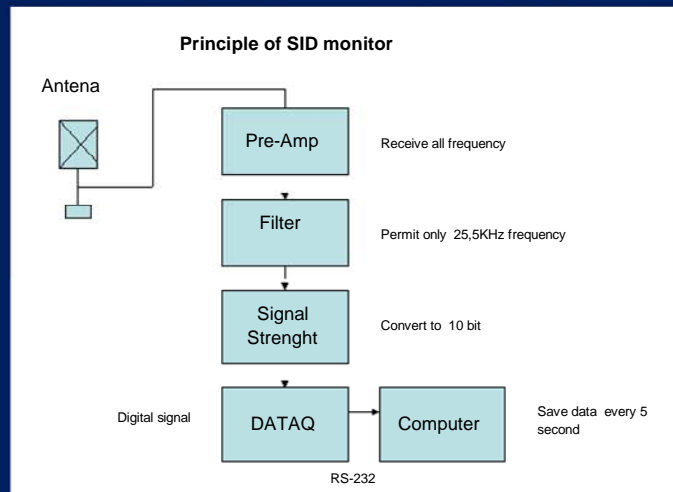 Principle of SID monitor
Antena
Pre-Amp
Receive all frequency
Filter
Permit only 25,5KHz frequency
Signal
Strenght
Convert to 10 bit
Digital signal
DATAQ
Computer
Save data every 5
second
RS-232